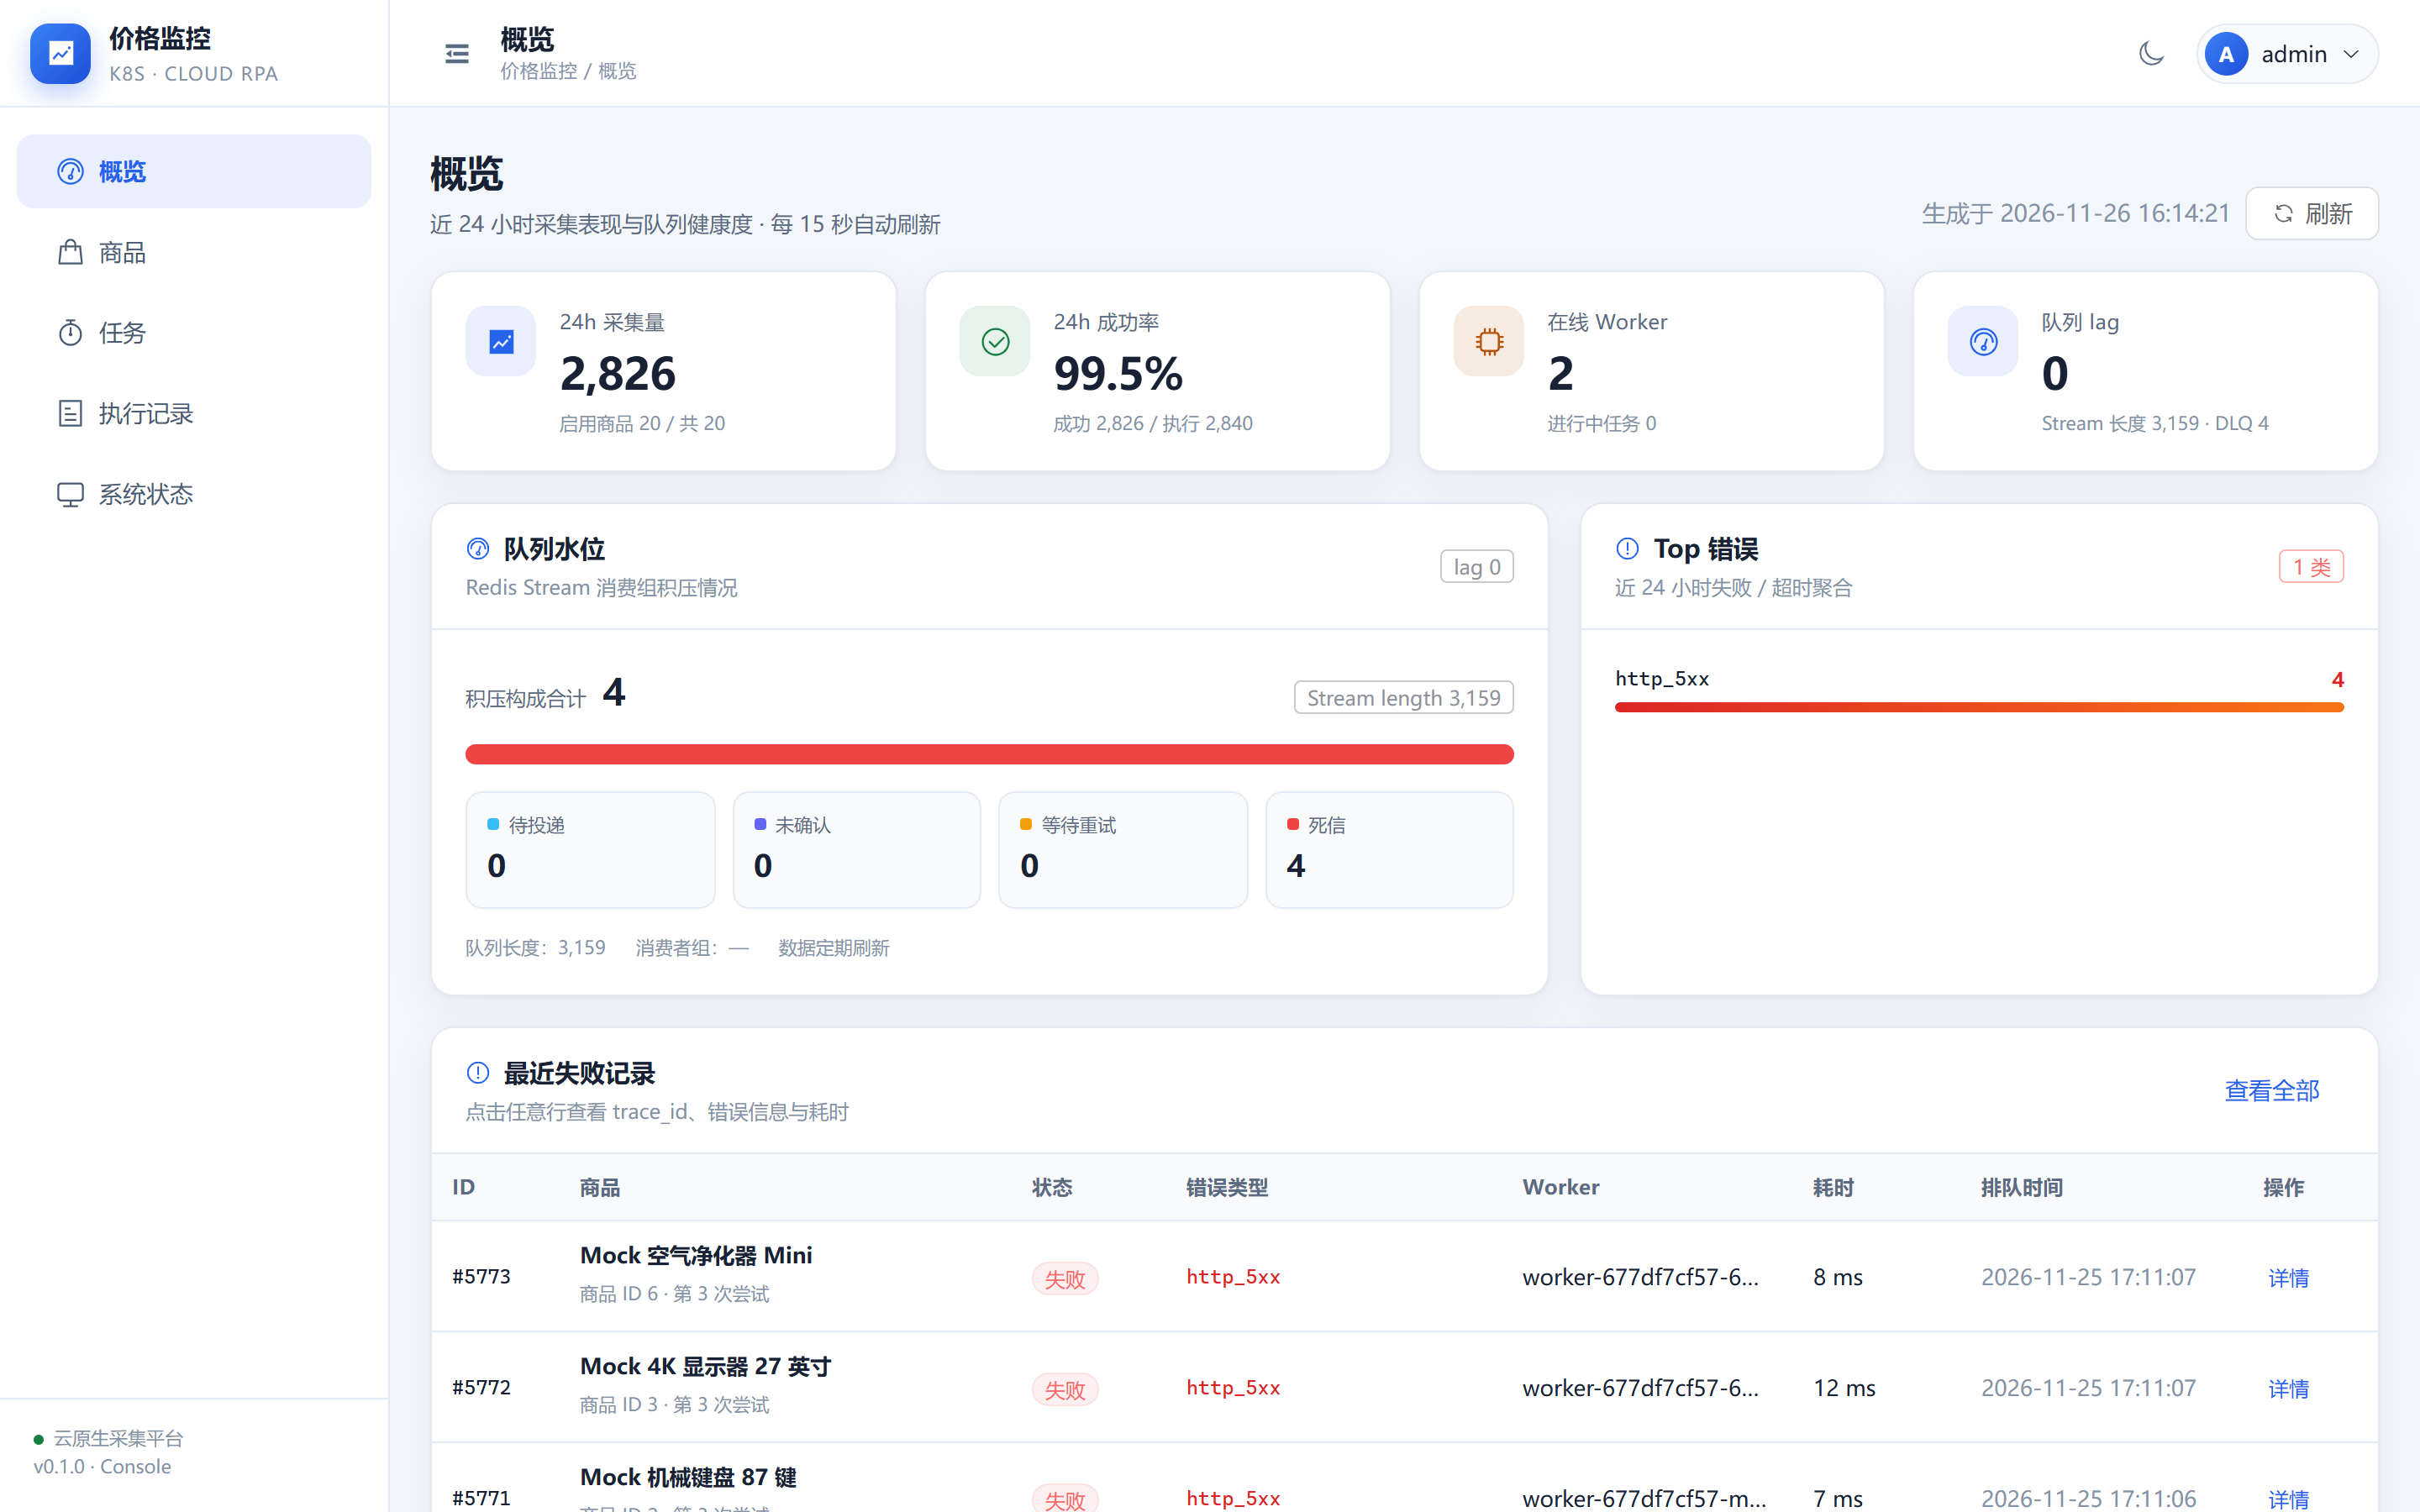 价格监控
K8S · CLOUD RPA
概览
商品
任务
执行记录
系统状态
云原生采集平台
v0.1.0 · Console
概览
价格监控 / 概览
A admin
概览
近 24 小时采集表现与队列健康度 · 每 15 秒自动刷新
生成于 2026-11-26 16:14:21 刷新
24h 采集量
2,826
启用商品 20 / 共 20
24h 成功率
99.5%
成功 2,826 / 执行 2,840
在线 Worker
2
进行中任务 0
队列 lag
0
Stream 长度 3,159 · DLQ 4
队列水位
Redis Stream 消费组积压情况
lag 0
积压构成合计 4
Stream length 3,159
待投递
0
未确认
0
等待重试
0
死信
4
队列长度：3,159 消费者组：— 数据定期刷新
Top 错误
近 24 小时失败 / 超时聚合
1 类
http_5xx 4
最近失败记录
点击任意行查看 trace_id、错误信息与耗时
查看全部
ID 商品 状态 错误类型 Worker 耗时 排队时间 操作
#5773 Mock 空气净化器 Mini 失败 http_5xx worker-677df7cf57-6... 8 ms 2026-11-25 17:11:07 详情
商品 ID 6 · 第 3 次尝试
#5772 Mock 4K 显示器 27 英寸 失败 http_5xx worker-677df7cf57-6... 12 ms 2026-11-25 17:11:07 详情
商品 ID 3 · 第 3 次尝试
#5771 Mock 机械键盘 87 键 失败 http_5xx worker-677df7cf57-m... 7 ms 2026-11-25 17:11:06 详情